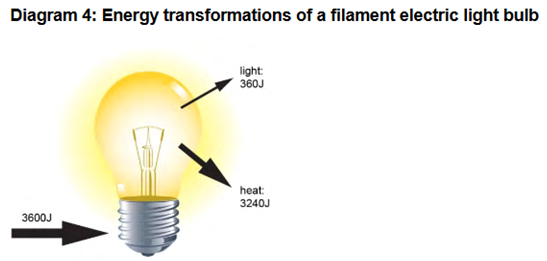 Diagram 4: Energy transformations of a filament electric light bulb
light:
360J
heat:
3240J
3600J